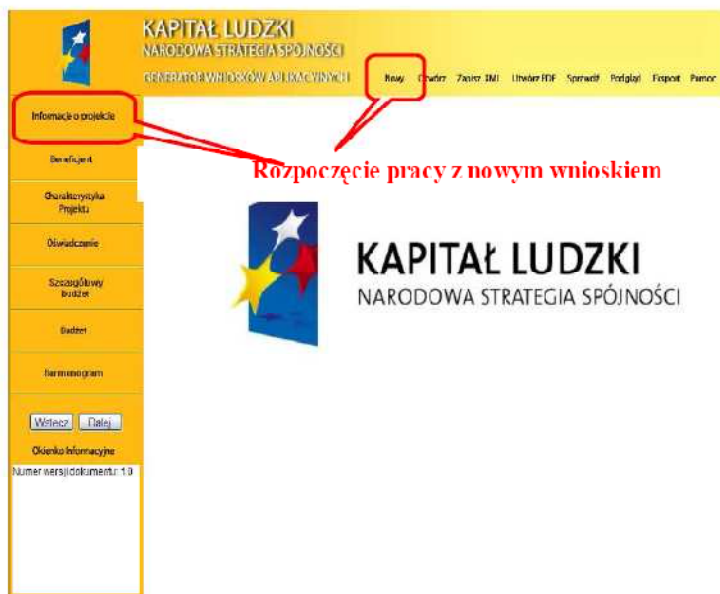 KAPITAŁ LUDZKI
NARODOWA STRATEGIA SPÓJNOŚCI
GENERATOR WNIOSKÓW APLIKACYJNYCH
Nowy Otwórz Zapisz XML Utwórz PDF Sprawdź Podgląd Eksport Pomoc
Informacje o projekcie
Beneficjent
Charakterystyka
Projektu
Oświadczenie
Szczegółowy
budżet
Budżet
Harmonogram
Wstecz Dalej
Okienko Informacyjne
Numer wersji dokumentu: 1.0
Rozpoczęcie pracy z nowym wnioskiem
KAPITAŁ LUDZKI
NARODOWA STRATEGIA SPÓJNOŚCI